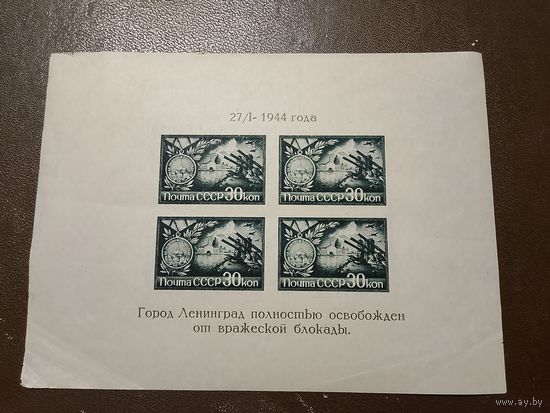 27/I- 1944 года
Почта СССР 30 коп
Почта СССР 30 коп
Почта СССР 30 коп
Почта СССР 30 коп
Город Ленинград полностью освобожден
от вражеской блокады.
© www.ay.by